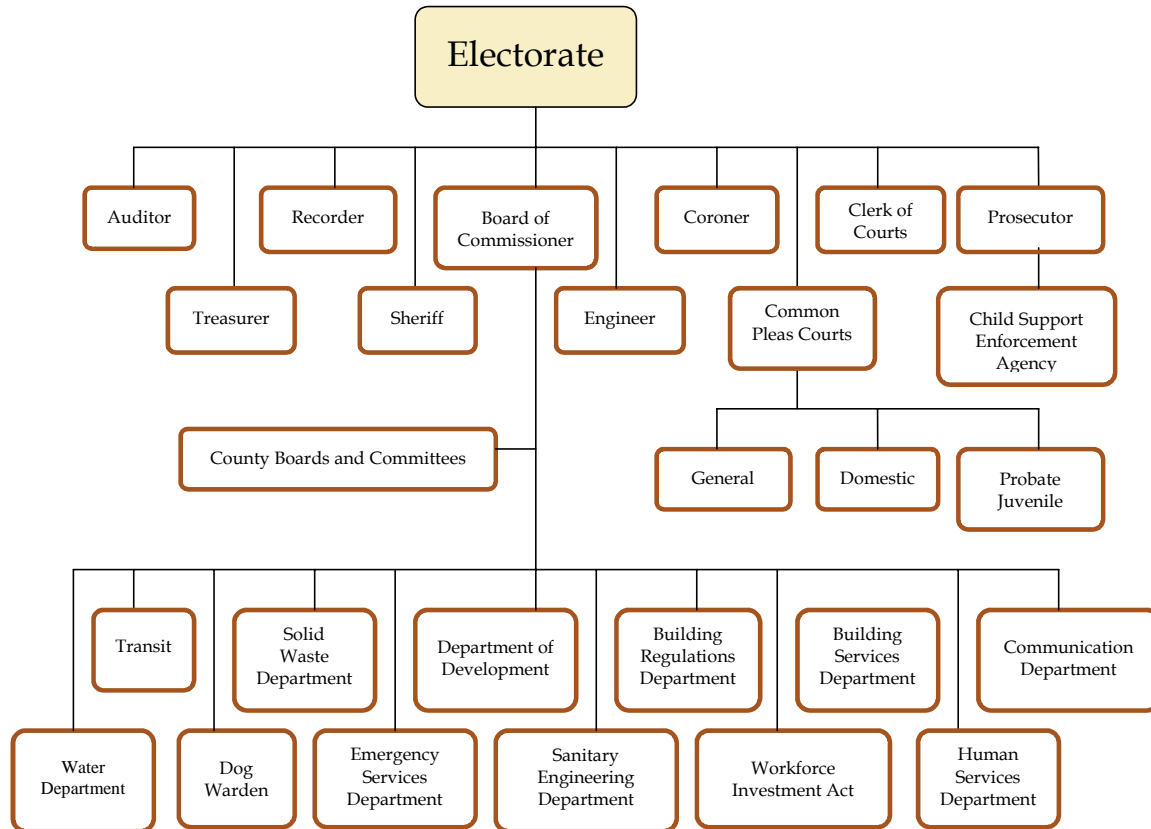 Electorate
Auditor
Recorder
Board of
Commissioner
Coroner
Clerk of
Courts
Prosecutor
Treasurer
Sheriff
Engineer
Common
Pleas Courts
Child Support
Enforcement
Agency
County Boards and Committees
General
Domestic
Probate
Juvenile
Transit
Solid
Waste
Department
Department of
Development
Building
Regulations
Department
Building
Services
Department
Communication
Department
Water
Department
Dog
Warden
Emergency
Services
Department
Sanitary
Engineering
Department
Workforce
Investment Act
Human
Services
Department